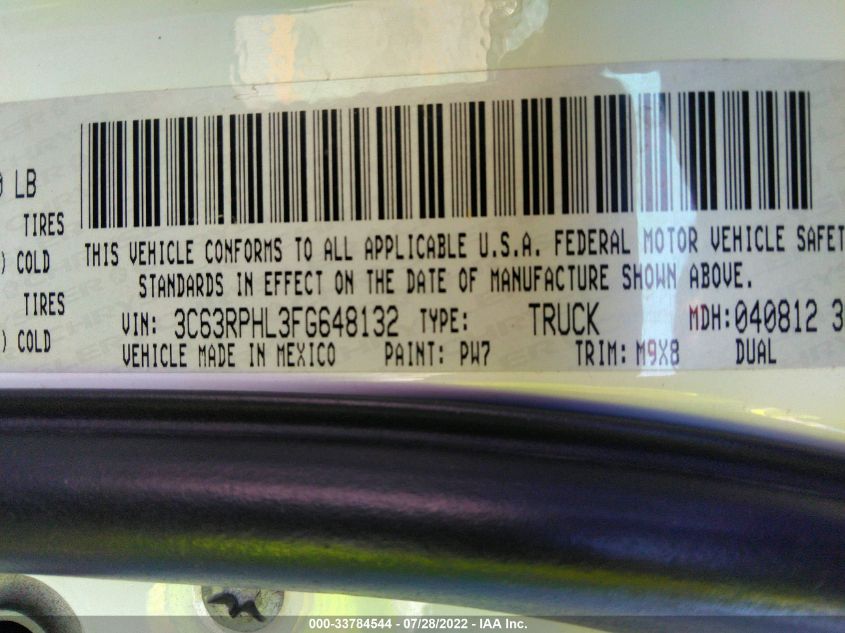 LB
TIRES
) COLD
TIRES
) COLD
THIS VEHICLE CONFORMS TO ALL APPLICABLE U.S.A. FEDERAL MOTOR VEHICLE SAFET
STANDARDS IN EFFECT ON THE DATE OF MANUFACTURE SHOWN ABOVE.
VIN: 3C63RPHL3FG648132 TYPE: TRUCK MDH:040812 3
VEHICLE MADE IN MEXICO PAINT: PW7 TRIM: M9X8 DUAL
000-33784544 / 07/28/2022 - IAA Inc.